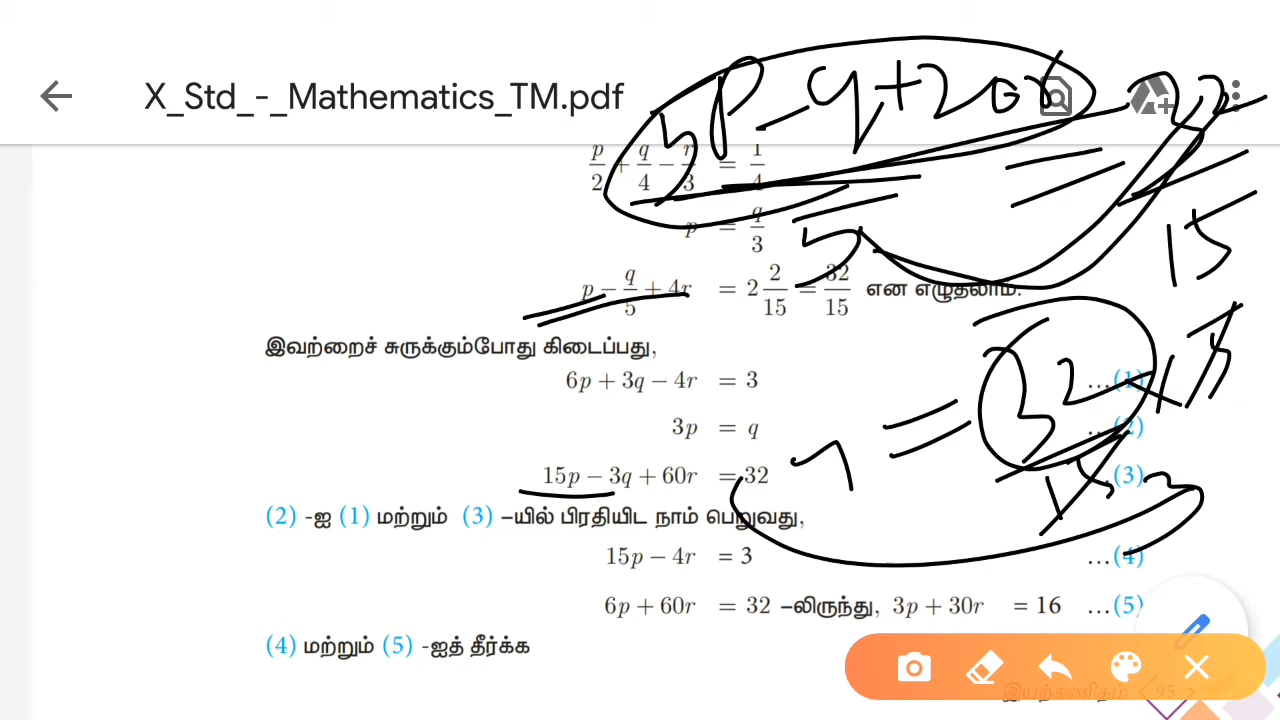 X_Std_-_Mathematics_TM.pdf
5p - q + 20r
32
p/2 + q/4 - r/3 = 1/4
p = q/3
5
15
p - q/5 + 4r = 2 2/15 = 32/15 என எழுதலாம்.
இவற்றைச் சுருக்கும்போது கிடைப்பது,
6p + 3q - 4r = 3 ...(1)
3p = q ...(2)
15p - 3q + 60r = 32 ...(3)
(2) -ஐ (1) மற்றும் (3) –யில் பிரதியிட நாம் பெறுவது,
15p - 4r = 3 ...(4)
6p + 60r = 32 –லிருந்து, 3p + 30r = 16 ...(5)
(4) மற்றும் (5) -ஐத் தீர்க்க
இயற்கணிதம் 95